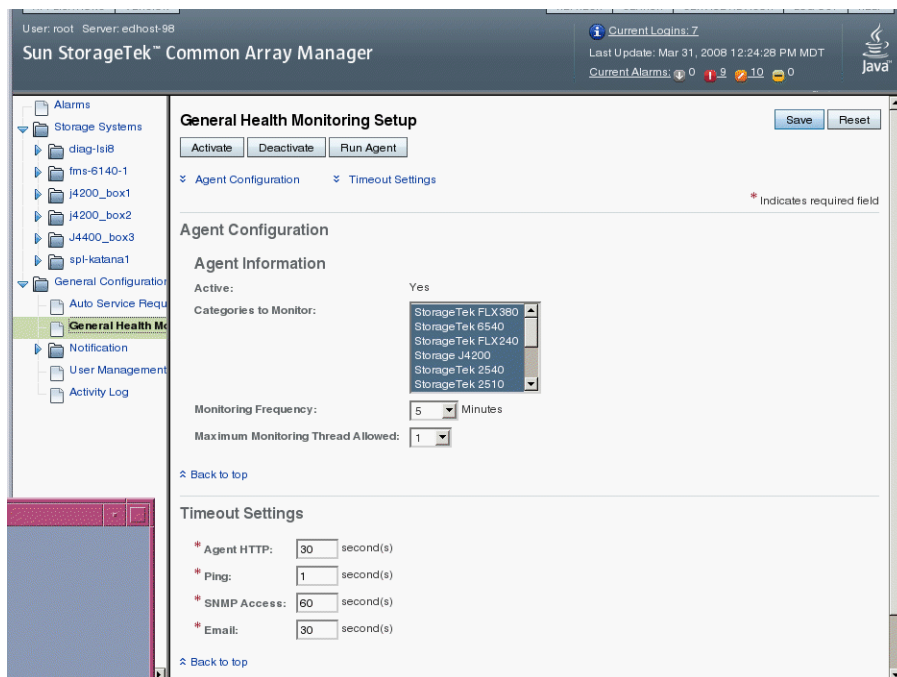 User: root Server: edhost-98
Sun StorageTek™ Common Array Manager
Current Logins: 7
Last Update: Mar 31, 2008 12:24:28 PM MDT
Current Alarms: 0 9 10 0
Java
Alarms
Storage Systems
diag-lsi8
fms-6140-1
j4200_box1
j4200_box2
J4400_box3
spl-katana1
General Configuration
Auto Service Requ
General Health Mo
Notification
User Management
Activity Log
General Health Monitoring Setup
Save Reset
Activate Deactivate Run Agent
Agent Configuration Timeout Settings
* Indicates required field
Agent Configuration
Agent Information
Active: Yes
Categories to Monitor:
StorageTek FLX380
StorageTek 6540
StorageTek FLX240
Storage J4200
StorageTek 2540
StorageTek 2510
Monitoring Frequency: 5 Minutes
Maximum Monitoring Thread Allowed: 1
Back to top
Timeout Settings
* Agent HTTP: 30 second(s)
* Ping: 1 second(s)
* SNMP Access: 60 second(s)
* Email: 30 second(s)
Back to top